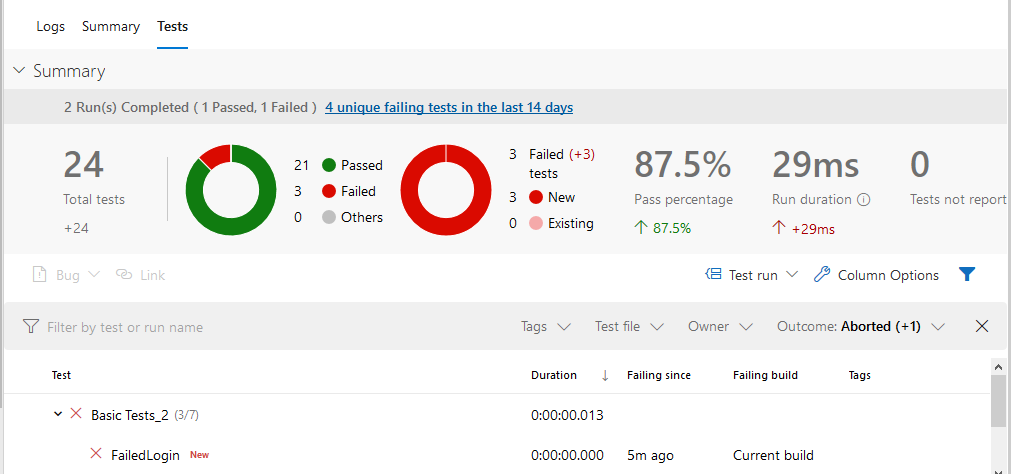 Logs Summary Tests
Summary
2 Run(s) Completed ( 1 Passed, 1 Failed ) 4 unique failing tests in the last 14 days
24
Total tests
+24
21 Passed
3 Failed
0 Others
3 Failed (+3)
tests
3 New
0 Existing
87.5%
Pass percentage
87.5%
29ms
Run duration
+29ms
0
Tests not report
Bug Link Test run Column Options
Filter by test or run name Tags Test file Owner Outcome: Aborted (+1)
Test Duration Failing since Failing build Tags
Basic Tests_2 (3/7) 0:00:00.013
FailedLogin New 0:00:00.000 5m ago Current build